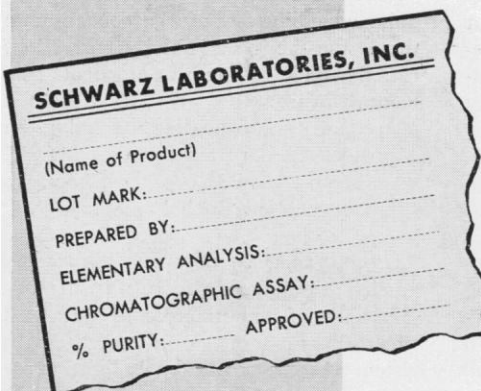 SCHWARZ LABORATORIES, INC.
(Name of Product)
LOT MARK:
PREPARED BY:
ELEMENTARY ANALYSIS:
CHROMATOGRAPHIC ASSAY:
% PURITY: APPROVED: